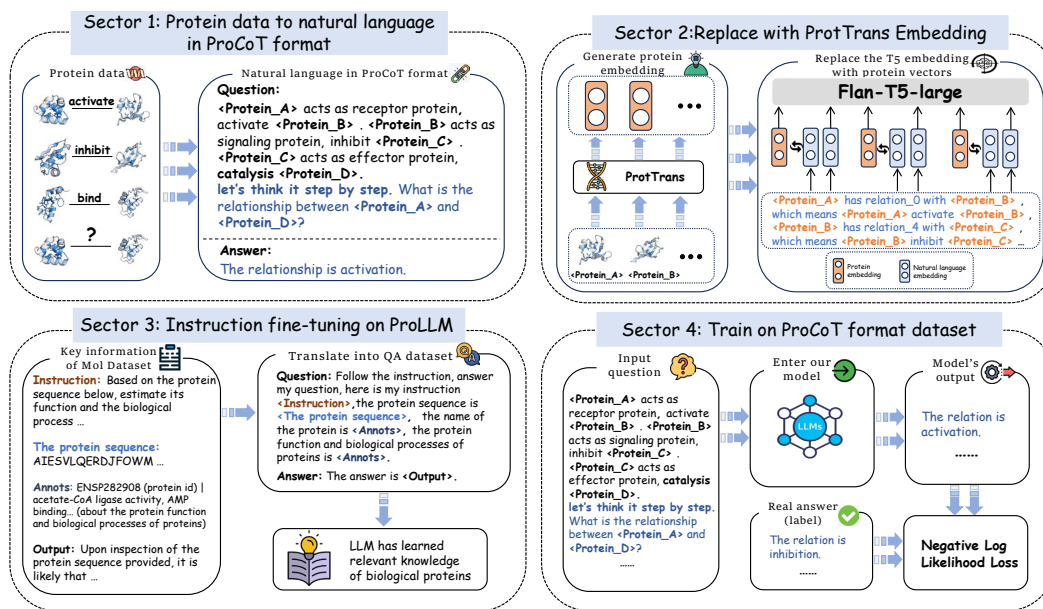 Sector 1: Protein data to natural language
in ProCoT format
Protein data
activate
inhibit
bind
?
Natural language in ProCoT format
Question:
<Protein_A> acts as receptor protein,
activate <Protein_B> . <Protein_B> acts as
signaling protein, inhibit <Protein_C> .
<Protein_C> acts as effector protein,
catalysis <Protein_D>.
let's think it step by step. What is the
relationship between <Protein_A> and
<Protein_D>?
Answer:
The relationship is activation.
Sector 2:Replace with ProtTrans Embedding
Generate protein
embedding
ProtTrans
<Protein_A> <Protein_B>
Replace the T5 embedding
with protein vectors
Flan-T5-large
<Protein_A> has relation_0 with <Protein_B> ,
which means <Protein_A> activate <Protein_B> ,
<Protein_B> has relation_4 with <Protein_C> ,
which means <Protein_B> inhibit <Protein_C> …
Protein
embedding
Natural language
embedding
Sector 3: Instruction fine-tuning on ProLLM
Key information
of Mol Dataset
Instruction: Based on the protein
sequence below, estimate its
function and the biological
process …
The protein sequence:
AIESVLQERDJFOWM …
Annots: ENSP282908 (protein id) |
acetate-CoA ligase activity, AMP
binding… (about the protein function
and biological processes of proteins)
Output: Upon inspection of the
protein sequence provided, it is
likely that …
Translate into QA dataset
Question: Follow the instruction, answer
my question, here is my instruction
<Instruction>,the protein sequence is
<The protein sequence>, the name of
the protein is <Annots>, the protein
function and biological processes of
proteins is <Annots>.
Answer: The answer is <Output>.
LLM has learned
relevant knowledge
of biological proteins
Sector 4: Train on ProCoT format dataset
Input
question
<Protein_A> acts as
receptor protein, activate
<Protein_B> . <Protein_B>
acts as signaling protein,
inhibit <Protein_C> .
<Protein_C> acts as
effector protein, catalysis
<Protein_D>.
let's think it step by step.
What is the relationship
between <Protein_A> and
<Protein_D>?
……
Enter our
model
LLMs
Model's
output
The relation is
activation.
……
Real answer
(label)
The relation is
inhibition.
……
Negative Log
Likelihood Loss